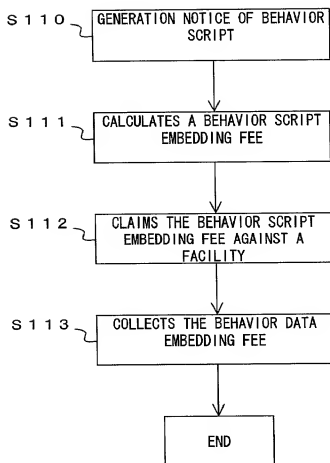 S110
GENERATION NOTICE OF BEHAVIOR
SCRIPT
S111
CALCULATES A BEHAVIOR SCRIPT
EMBEDDING FEE
S112
CLAIMS THE BEHAVIOR SCRIPT
EMBEDDING FEE AGAINST A
FACILITY
S113
COLLECTS THE BEHAVIOR DATA
EMBEDDING FEE
END